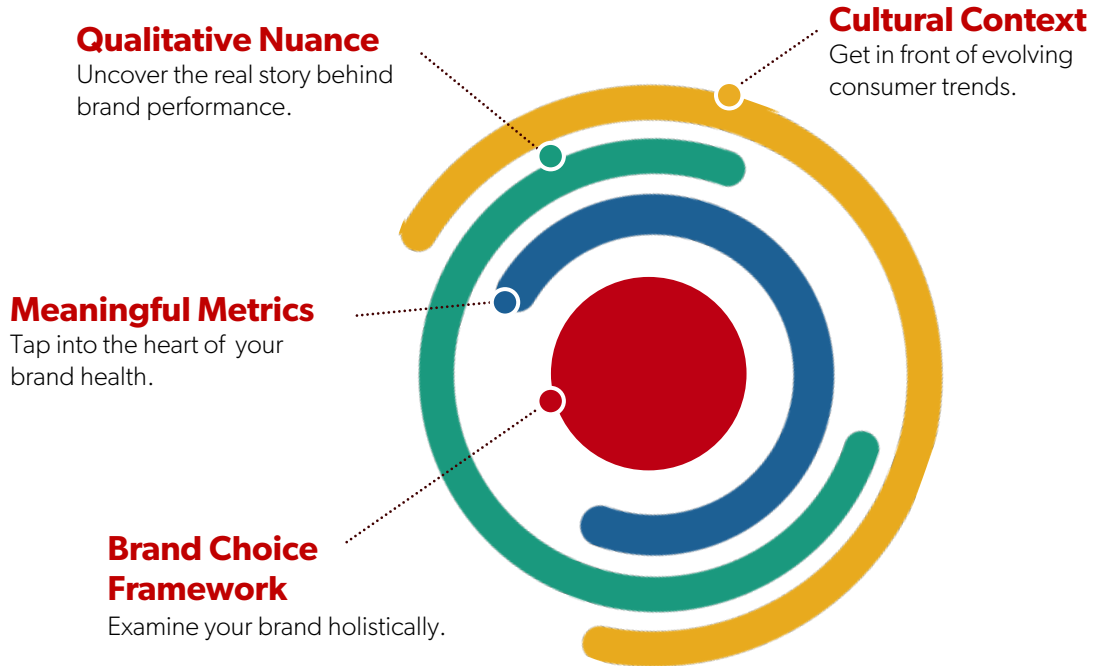 Qualitative Nuance
Uncover the real story behind
brand performance.
Cultural Context
Get in front of evolving
consumer trends.
Meaningful Metrics
Tap into the heart of your
brand health.
Brand Choice
Framework
Examine your brand holistically.